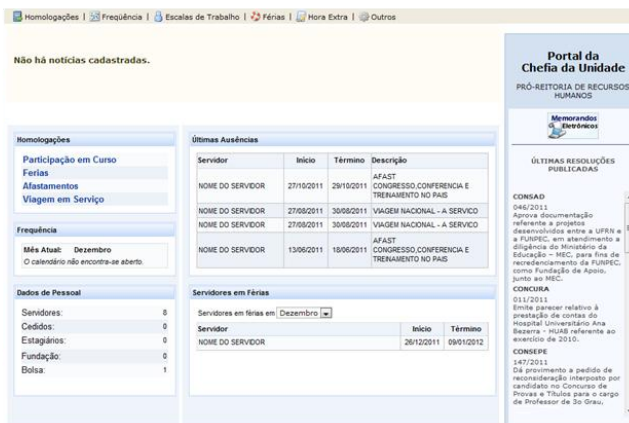 Homologações | Freqüência | Escalas de Trabalho | Férias | Hora Extra | Outros
Não há notícias cadastradas.
Homologações
Participação em Curso
Ferias
Afastamentos
Viagem em Serviço
Frequência
Mês Atual: Dezembro
O calendário não encontra-se aberto.
Dados de Pessoal
Servidores: 8
Cedidos: 0
Estagiários: 0
Fundação: 0
Bolsa: 1
Últimas Ausências
Servidor Início Término Descrição
NOME DO SERVIDOR 27/10/2011 29/10/2011 AFAST
CONGRESSO,CONFERENCIA E
TREINAMENTO NO PAIS
NOME DO SERVIDOR 27/08/2011 30/08/2011 VIAGEM NACIONAL - A SERVICO
NOME DO SERVIDOR 27/08/2011 30/08/2011 VIAGEM NACIONAL - A SERVICO
NOME DO SERVIDOR 13/06/2011 18/06/2011 AFAST
CONGRESSO,CONFERENCIA E
TREINAMENTO NO PAIS
Servidores em Férias
Servidores em férias em Dezembro
Servidor Início Término
NOME DO SERVIDOR 26/12/2011 09/01/2012
Portal da
Chefia da Unidade
PRÓ-REITORIA DE RECURSOS
HUMANOS
Memorandos
Eletrônicos
ÚLTIMAS RESOLUÇÕES
PUBLICADAS
CONSAD
046/2011
Aprova documentação
referente a projetos
desenvolvidos entre a UFRN e
a FUNPEC, em atendimento a
diligência do Ministério da
Educação – MEC, para fins de
recredenciamento da FUNPEC,
como Fundação de Apoio,
junto ao MEC.
CONCURA
011/2011
Emite parecer relativo à
prestação de contas do
Hospital Universitário Ana
Bezerra - HUAB referente ao
exercício de 2010.
CONSEPE
147/2011
Dá provimento a pedido de
reconsideração interposto por
candidato no Concurso de
Provas e Títulos para o cargo
de Professor de 3o Grau,